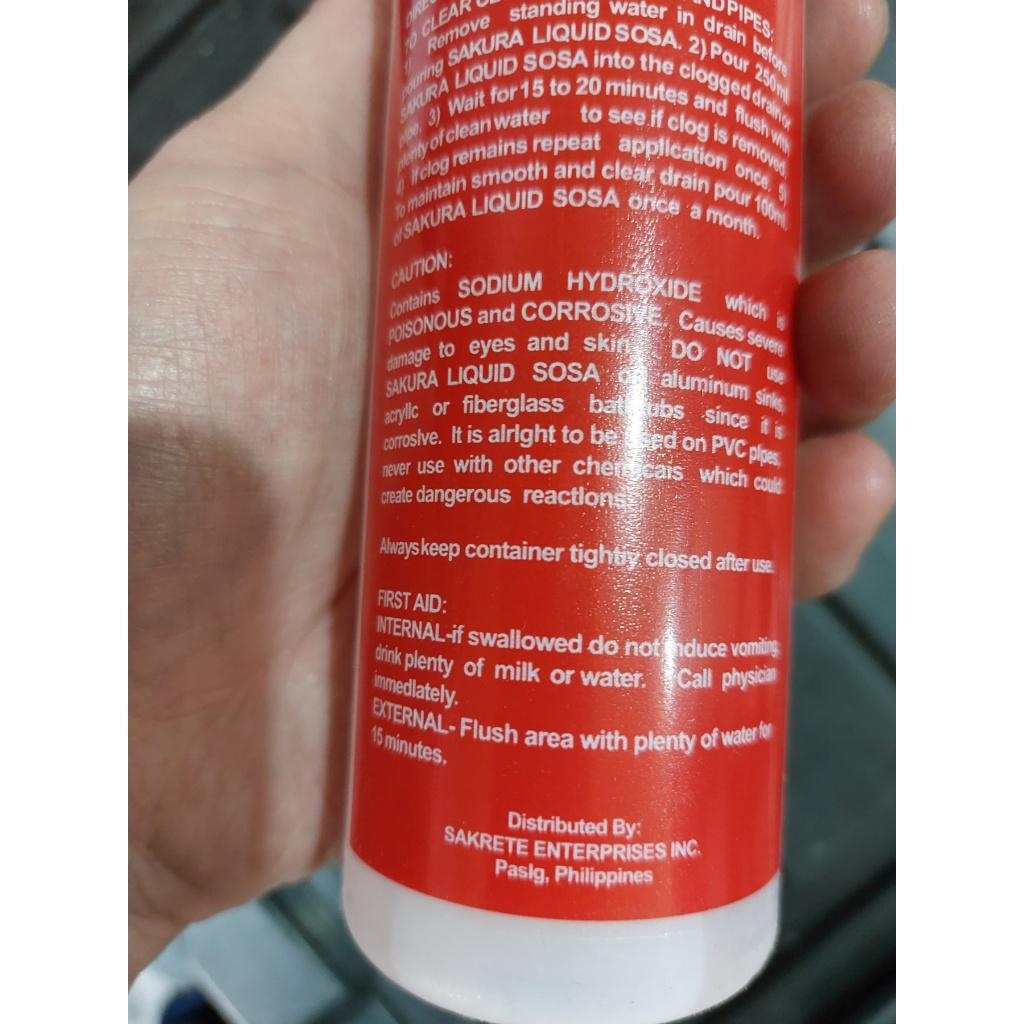 TO CLEAR AND PIPES:
1) Remove standing water in drain before
pouring SAKURA LIQUID SOSA. 2) Pour 250ml
SAKURA LIQUID SOSA into the clogged drain or
pipe. 3) Wait for 15 to 20 minutes and flush with
plenty of clean water to see if clog is removed.
4) If clog remains repeat application once. 5)
To maintain smooth and clear drain pour 100ml
of SAKURA LIQUID SOSA once a month.
CAUTION:
Contains SODIUM HYDROXIDE which is
POISONOUS and CORROSIVE. Causes severe
damage to eyes and skin. DO NOT use
SAKURA LIQUID SOSA on aluminum sinks,
acrylic or fiberglass bathtubs since it is
corrosive. It is alright to be used on PVC pipes,
never use with other chemicals which could
create dangerous reactions.
Always keep container tightly closed after use.
FIRST AID:
INTERNAL-if swallowed do not induce vomiting,
drink plenty of milk or water. Call physician
immediately.
EXTERNAL- Flush area with plenty of water for
15 minutes.
Distributed By:
SAKRETE ENTERPRISES INC.
Pasig, Philippines